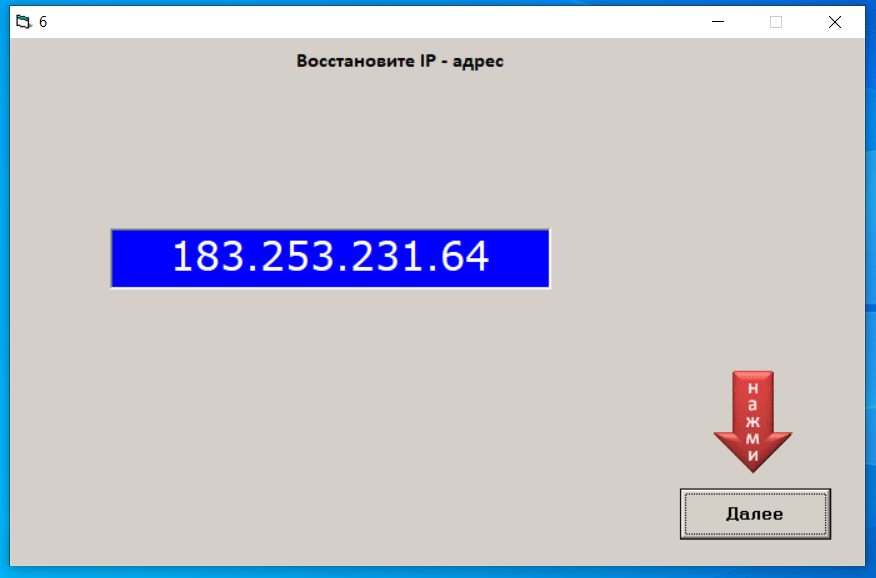 6
Восстановите IP - адрес
183.253.231.64
нажми
Далее